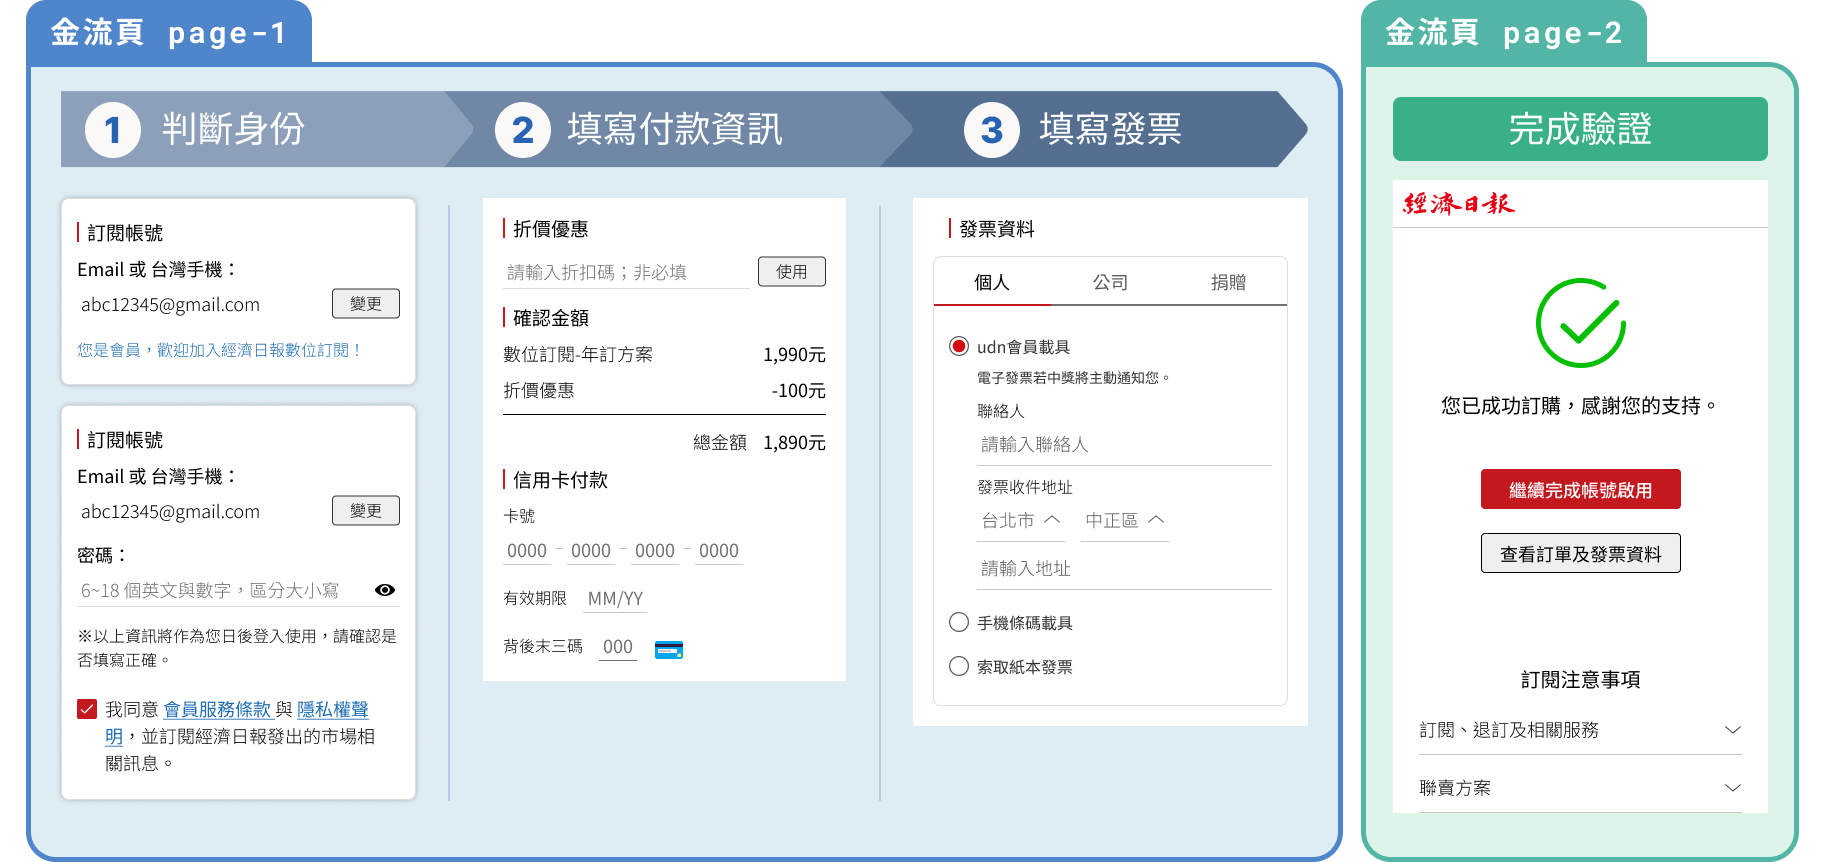 金流頁 page-1
1 判斷身份
2 填寫付款資訊
3 填寫發票
訂閱帳號
Email 或 台灣手機：
abc12345@gmail.com 變更
您是會員，歡迎加入經濟日報數位訂閱！
訂閱帳號
Email 或 台灣手機：
abc12345@gmail.com 變更
密碼：
6~18 個英文與數字，區分大小寫
※以上資訊將作為您日後登入使用，請確認是
否填寫正確。
我同意 會員服務條款 與 隱私權聲
明，並訂閱經濟日報發出的市場相
關訊息。
折價優惠
請輸入折扣碼；非必填 使用
確認金額
數位訂閱-年訂方案 1,990元
折價優惠 -100元
總金額 1,890元
信用卡付款
卡號
0000 - 0000 - 0000 - 0000
有效期限 MM/YY
背後末三碼 000
發票資料
個人 公司 捐贈
udn會員載具
電子發票若中獎將主動通知您。
聯絡人
請輸入聯絡人
發票收件地址
台北市 中正區
請輸入地址
手機條碼載具
索取紙本發票
金流頁 page-2
完成驗證
經濟日報
您已成功訂購，感謝您的支持。
繼續完成帳號啟用
查看訂單及發票資料
訂閱注意事項
訂閱、退訂及相關服務
聯賣方案